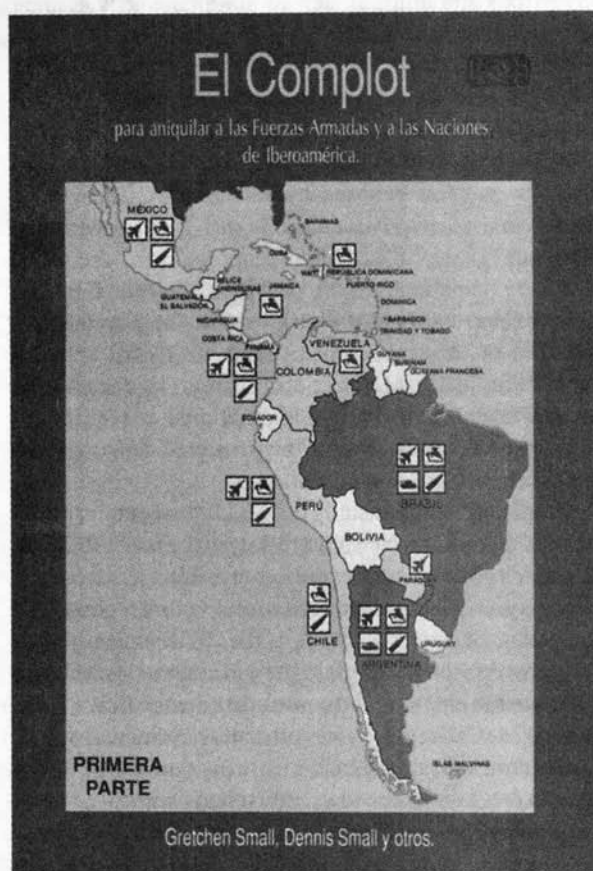 El Complot
para aniquilar a las Fuerzas Armadas y a las Naciones
de Iberoamérica.
MÉXICO
BAHAMAS
CUBA
HAITÍ
REPUBLICA DOMINICANA
PUERTO RICO
BELICE
HONDURAS
JAMAICA
GUATEMALA
EL SALVADOR
DOMINICA
NICARAGUA
BARBADOS
COSTA RICA
TRINIDAD Y TOBAGO
PANAMA
VENEZUELA
GUYANA
SURINAM
GUYANA FRANCESA
COLOMBIA
ECUADOR
PERÚ
BRASIL
BOLIVIA
PARAGUAY
CHILE
ARGENTINA
URUGUAY
ISLAS MALVINAS
PRIMERA
PARTE
Gretchen Small, Dennis Small y otros.